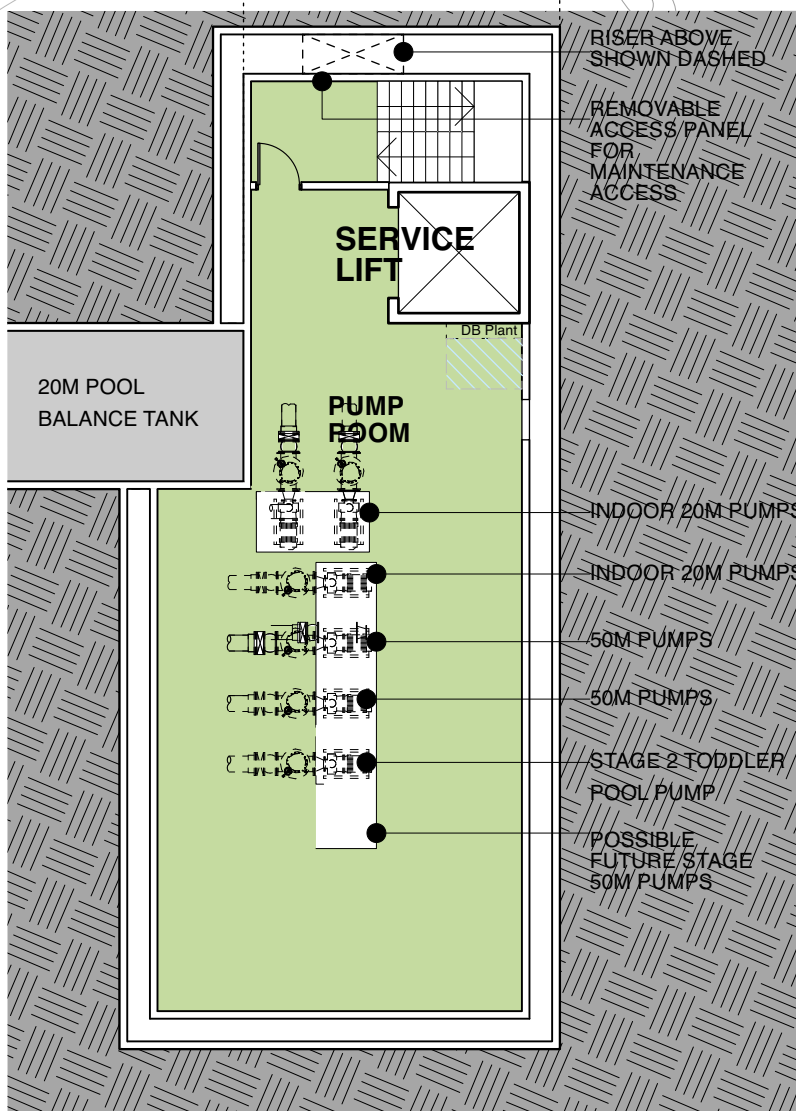 RISER ABOVE
SHOWN DASHED
REMOVABLE
ACCESS PANEL
FOR
MAINTENANCE
ACCESS
SERVICE
LIFT
DB Plant
20M POOL
BALANCE TANK
PUMP
ROOM
INDOOR 20M PUMPS
INDOOR 20M PUMPS
50M PUMPS
50M PUMPS
STAGE 2 TODDLER
POOL PUMP
POSSIBLE
FUTURE STAGE
50M PUMPS